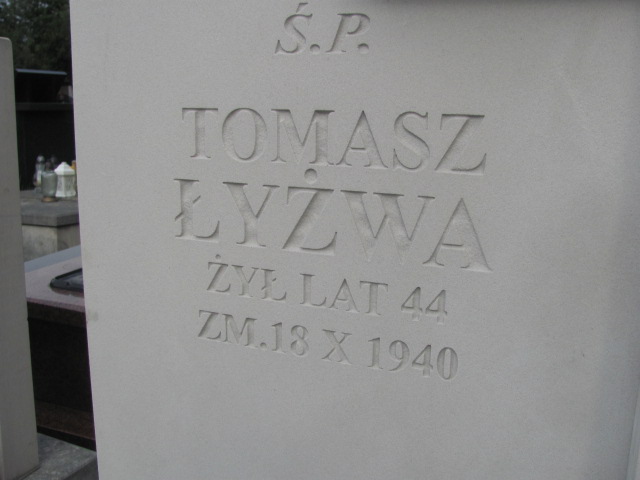 Ś.P.
TOMASZ
ŁYŻWA
ŻYŁ LAT 44
ZM.18 X 1940